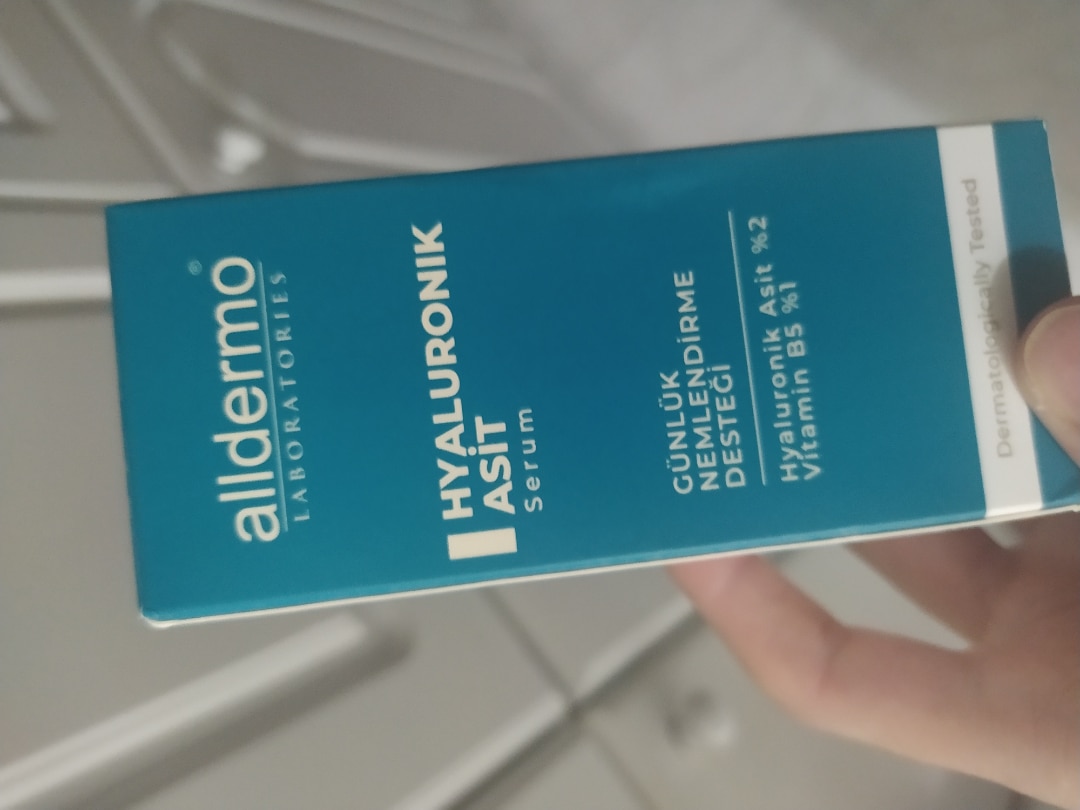 alldermo®
LABORATORIES
HYALURONIK
ASİT
Serum
GÜNLÜK
NEMLENDİRME
DESTEĞİ
Hyaluronik Asit %2
Vitamin B5 %1
Dermatologically Tested